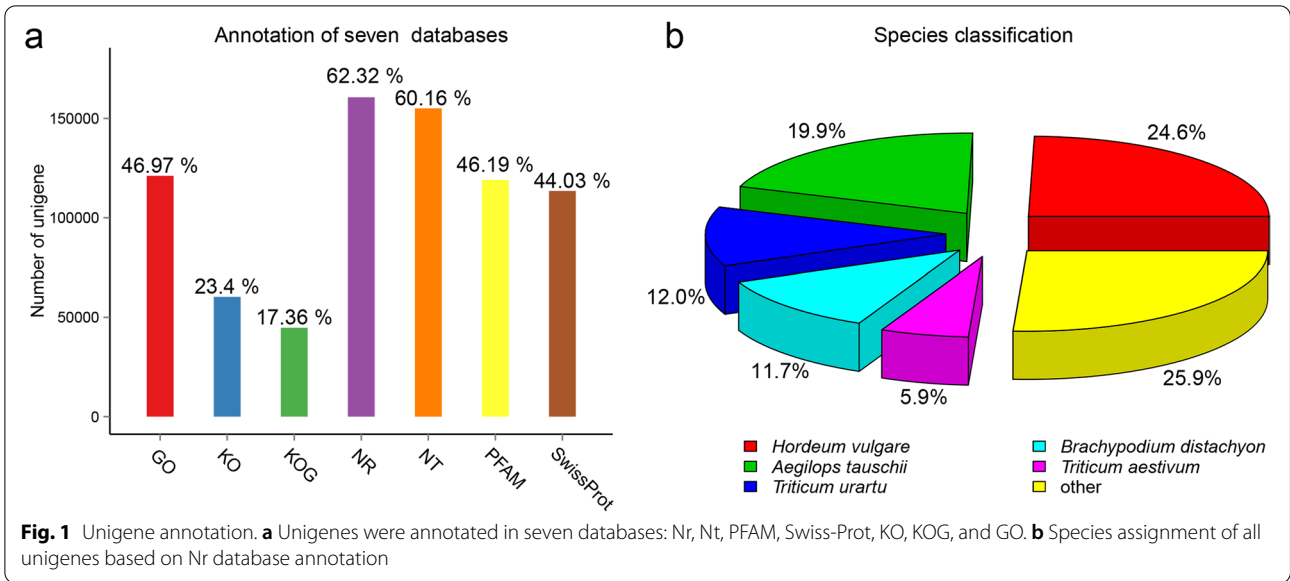 a
Annotation of seven databases
Number of unigene
150000
100000
50000
0
46.97 %
23.4 %
17.36 %
62.32 %
60.16 %
46.19 %
44.03 %
GO
KO
KOG
NR
NT
PFAM
SwissProt
b
Species classification
19.9%
24.6%
12.0%
11.7%
5.9%
25.9%
Hordeum vulgare
Aegilops tauschii
Triticum urartu
Brachypodium distachyon
Triticum aestivum
other
Fig. 1 Unigene annotation. a Unigenes were annotated in seven databases: Nr, Nt, PFAM, Swiss-Prot, KO, KOG, and GO. b Species assignment of all
unigenes based on Nr database annotation